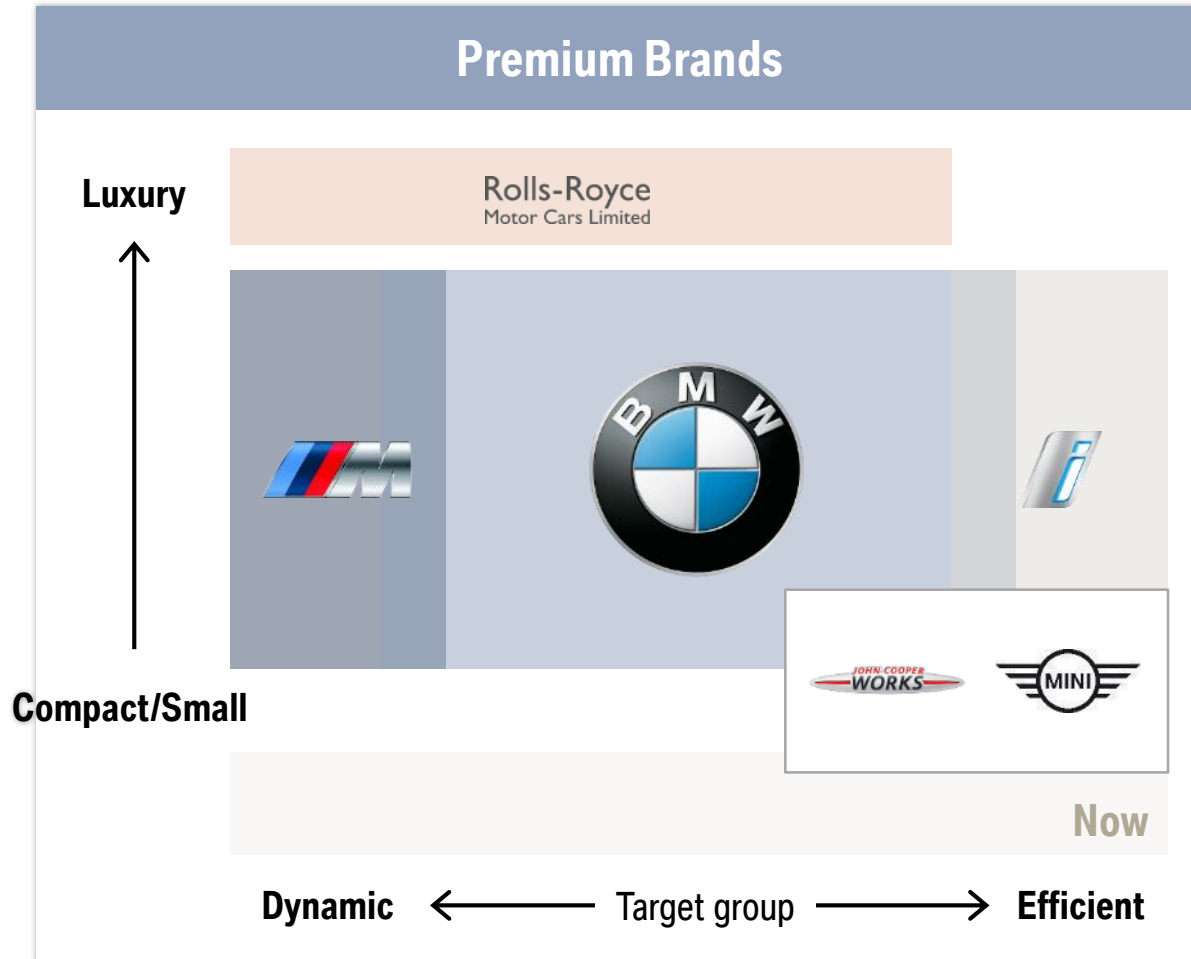 Premium Brands
Luxury
Rolls-Royce
Motor Cars Limited
BMW
M
i
JOHN COOPER
WORKS
MINI
Compact/Small
Now
Dynamic
Target group
Efficient